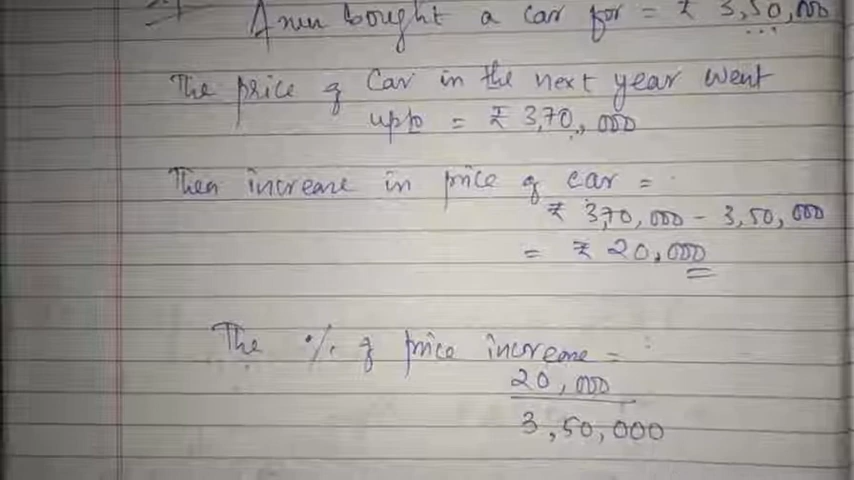 Arun bought a car for = ₹ 3,50,000
The price of Car in the next year went
upto = ₹ 3,70,000
Then increase in price of car =
₹ 3,70,000 - 3,50,000
= ₹ 20,000
The % of price increase =
20,000
3,50,000